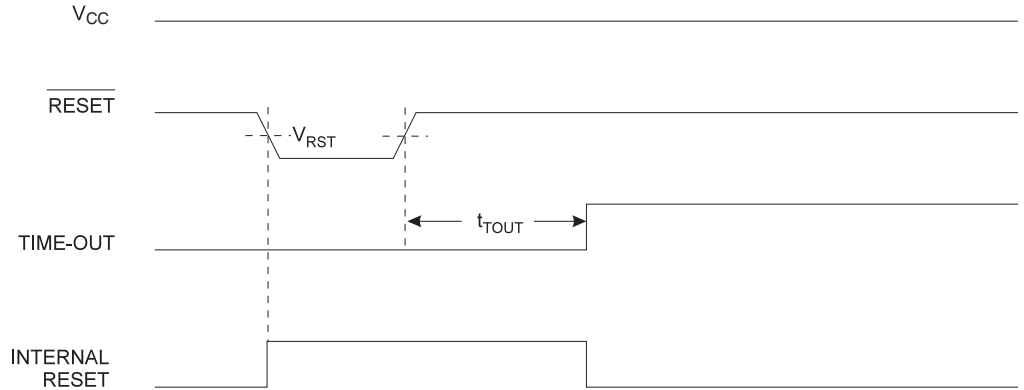 VCC
RESET
VRST
tTOUT
TIME-OUT
INTERNAL
RESET